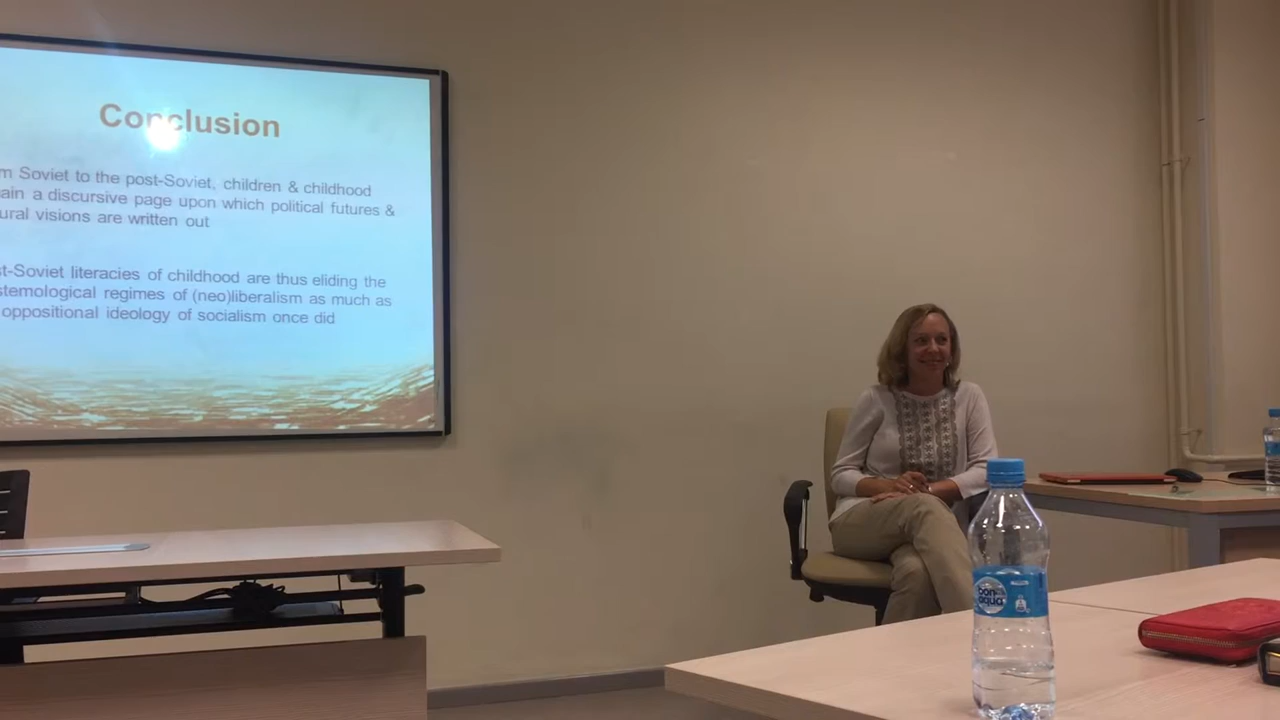 Conclusion
m Soviet to the post-Soviet, children & childhood
ain a discursive page upon which political futures &
ural visions are written out
st-Soviet literacies of childhood are thus eliding the
stemological regimes of (neo)liberalism as much as
oppositional ideology of socialism once did
bon
aqua